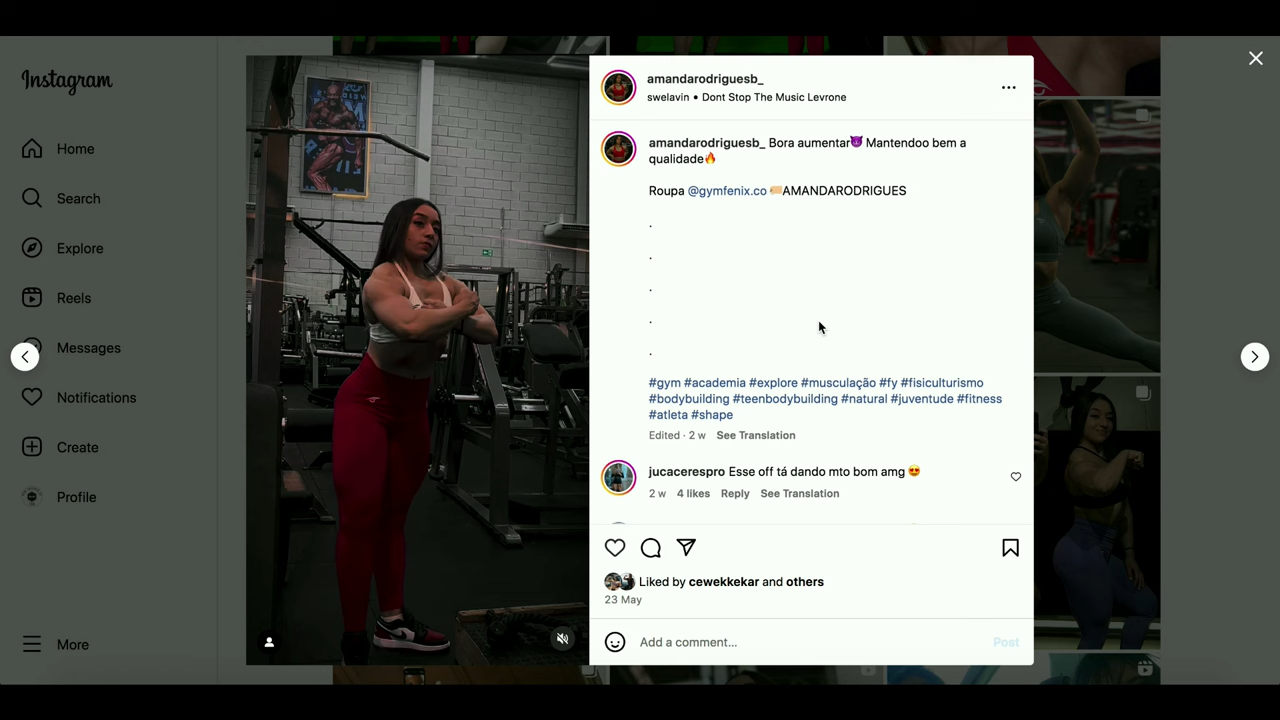 Instagram
Home
Search
Explore
Reels
Messages
Notifications
Create
Profile
More
amandarodriguesb_
swelavin • Dont Stop The Music Levrone
amandarodriguesb_ Bora aumentar😈 Mantendoo bem a
qualidade🔥
Roupa @gymfenix.co 🎫AMANDARODRIGUES
.
.
.
.
.
#gym #academia #explore #musculação #fy #fisiculturismo
#bodybuilding #teenbodybuilding #natural #juventude #fitness
#atleta #shape
Edited · 2 w See Translation
jucacerespro Esse off tá dando mto bom amg 😍
2 w 4 likes Reply See Translation
Liked by cewekkekar and others
23 May
Add a comment...
Post